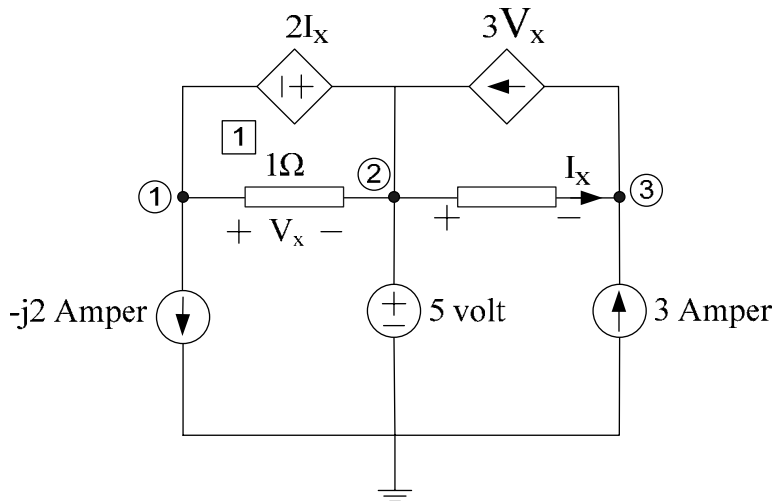 2Iₓ 3Vₓ
1
1Ω
1 2 Iₓ 3
+ Vₓ − + −
-j2 Amper 5 volt 3 Amper